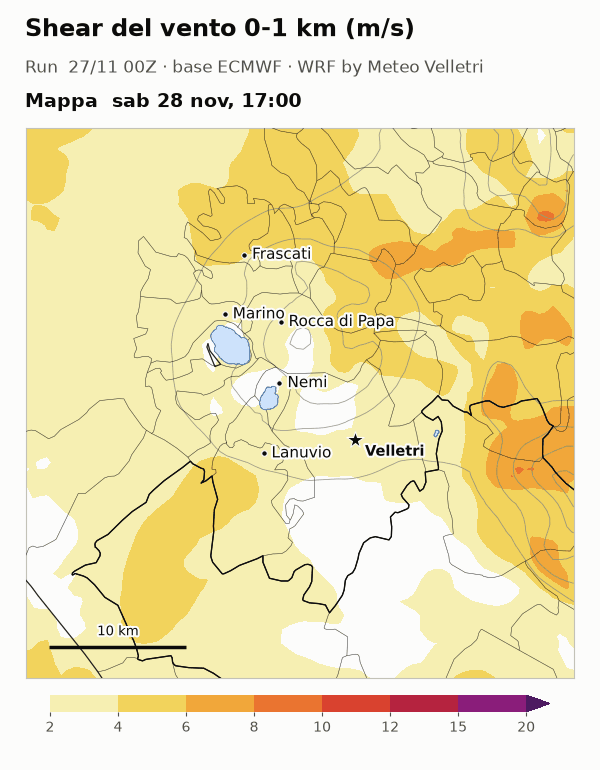 Shear del vento 0-1 km (m/s)
Run  27/11 00Z · base ECMWF · WRF by Meteo Velletri
Mappa  sab 28 nov, 17:00
Frascati
Marino
Rocca di Papa
Nemi
Velletri
Lanuvio
10 km
2 4 6 8 10 12 15 20